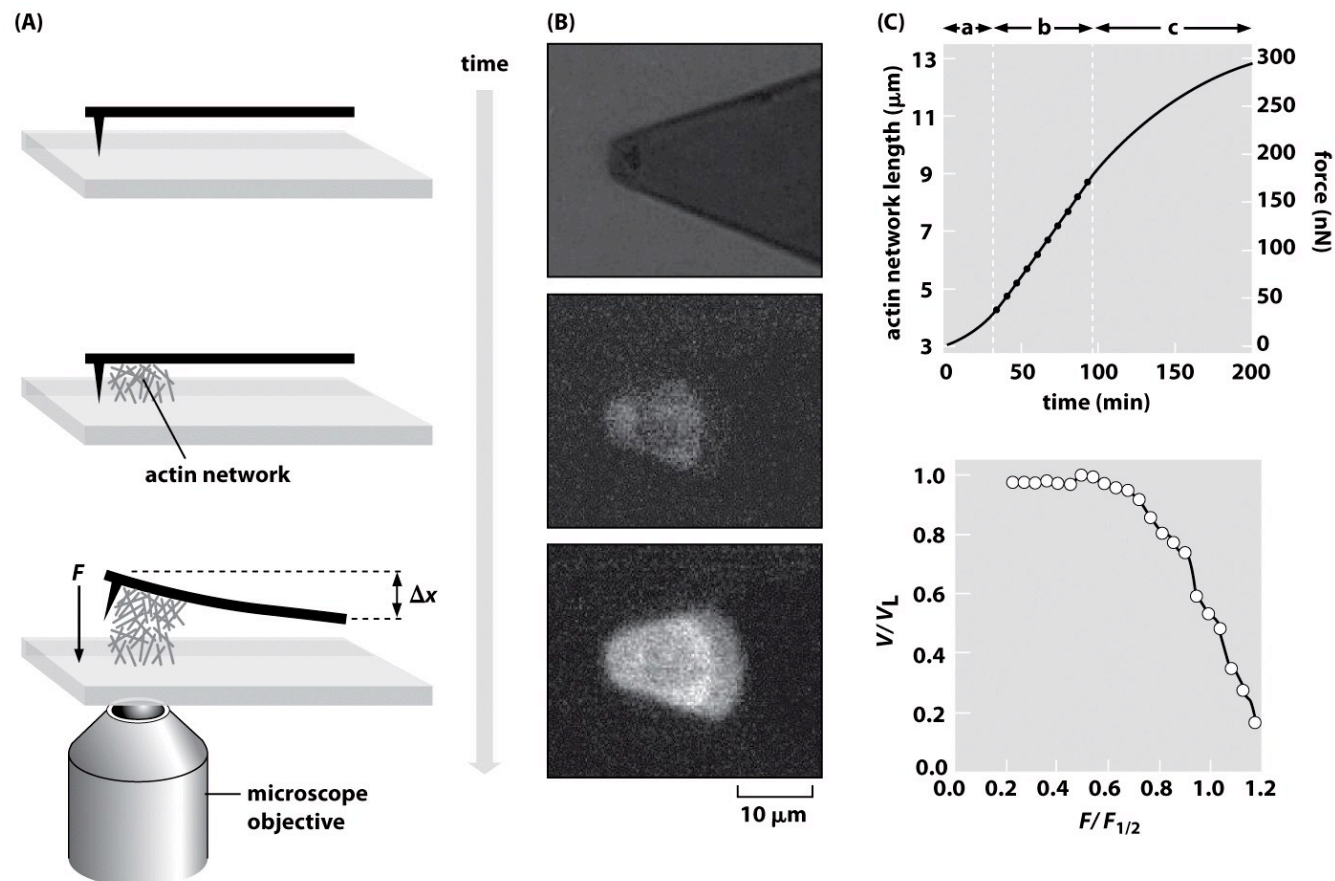 (A)
time
actin network
F
Δx
microscope
objective
(B)
10 μm
(C)
a b c
actin network length (μm)
13
11
9
7
5
3
force (nN)
300
250
200
150
100
50
0
0 50 100 150 200
time (min)
V/V_L
1.0
0.8
0.6
0.4
0.2
0.0
0.0 0.2 0.4 0.6 0.8 1.0 1.2
F/F_1/2